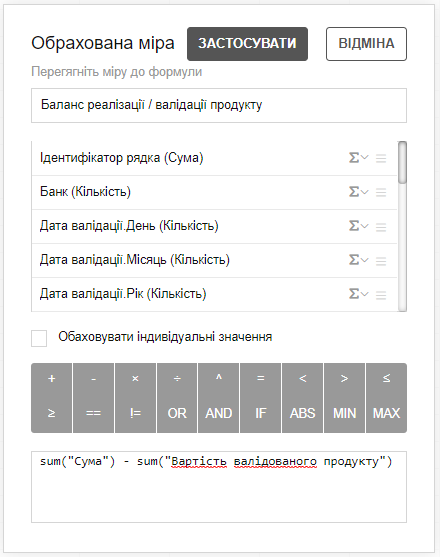 Обрахована міра ЗАСТОСУВАТИ ВІДМІНА
Перегягніть міру до формули
Баланс реалізації / валідації продукту
Ідентифікатор рядка (Сума) Σ
Банк (Кількість) Σ
Дата валідації.День (Кількість) Σ
Дата валідації.Місяць (Кількість) Σ
Дата валідації.Рік (Кількість) Σ
Обаховувати індивідуальні значення
+ - × ÷ ^ = < > ≤
≥ == != OR AND IF ABS MIN MAX
sum("Сума") - sum("Вартість валідованого продукту")